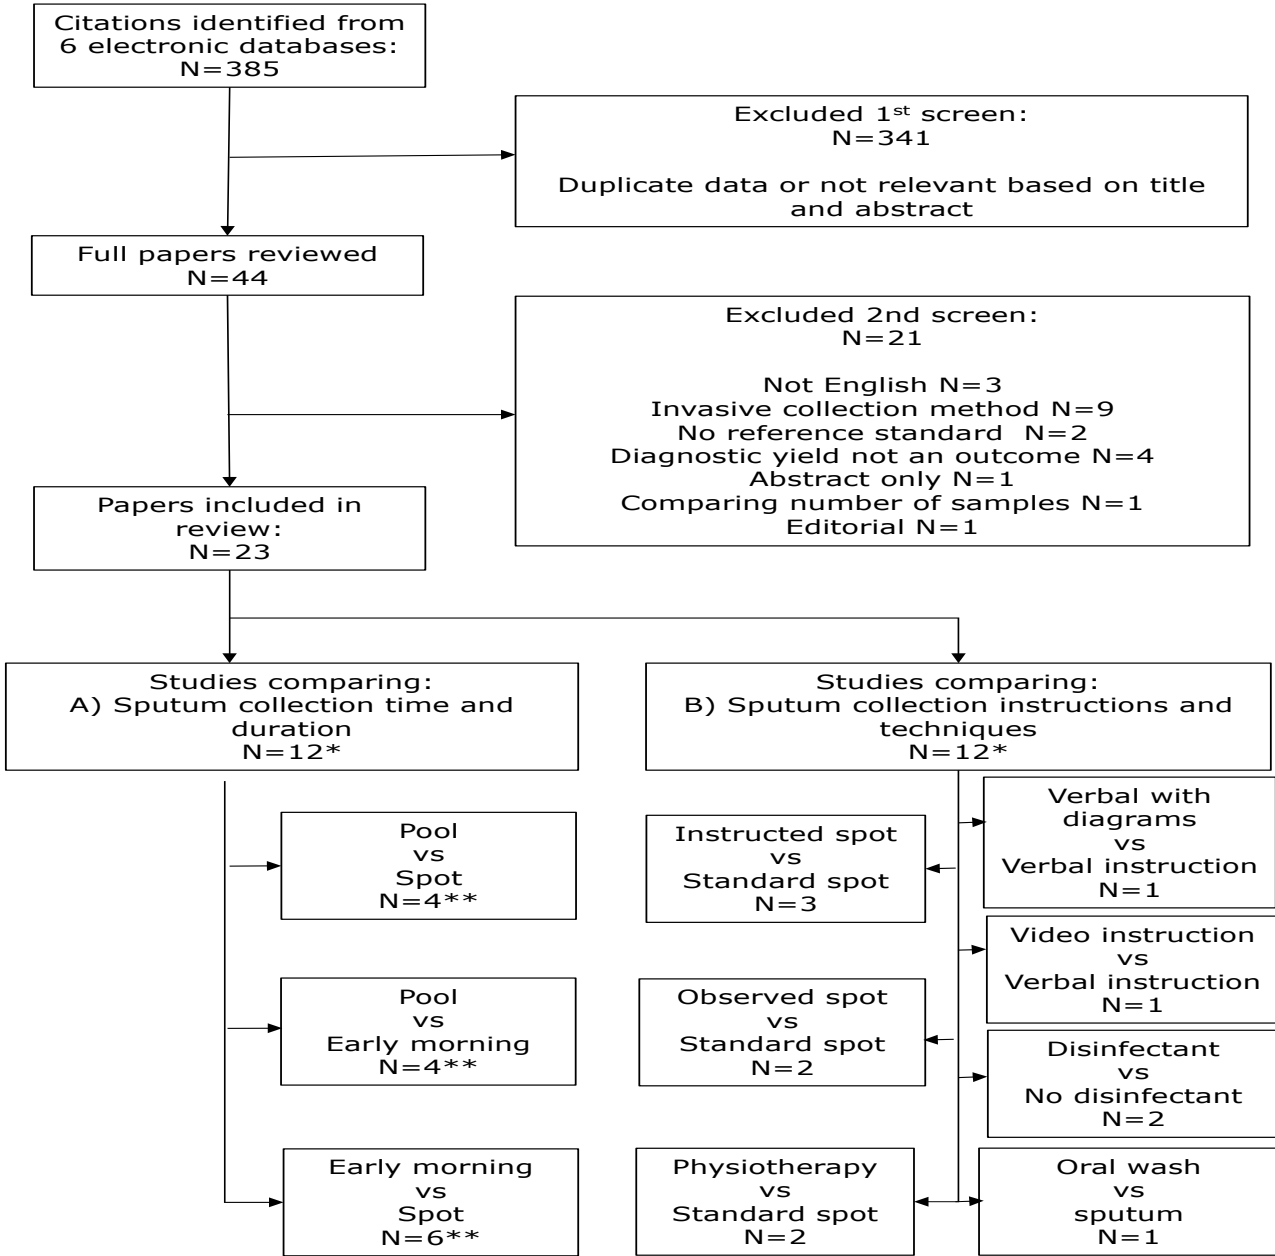 Citations identified from
6 electronic databases:
N=385
Excluded 1st screen:
N=341
Duplicate data or not relevant based on title
and abstract
Full papers reviewed
N=44
Excluded 2nd screen:
N=21
Not English N=3
Invasive collection method N=9
No reference standard  N=2
Diagnostic yield not an outcome N=4
Abstract only N=1
Comparing number of samples N=1
Editorial N=1
Papers included in
review:
N=23
Studies comparing:
A) Sputum collection time and
duration
N=12*
Studies comparing:
B) Sputum collection instructions and
techniques
N=12*
Pool
vs
Spot
N=4**
Pool
vs
Early morning
N=4**
Early morning
vs
Spot
N=6**
Instructed spot
vs
Standard spot
N=3
Observed spot
vs
Standard spot
N=2
Physiotherapy
vs
Standard spot
N=2
Verbal with
diagrams
vs
Verbal instruction
N=1
Video instruction
vs
Verbal instruction
N=1
Disinfectant
vs
No disinfectant
N=2
Oral wash
vs
sputum
N=1